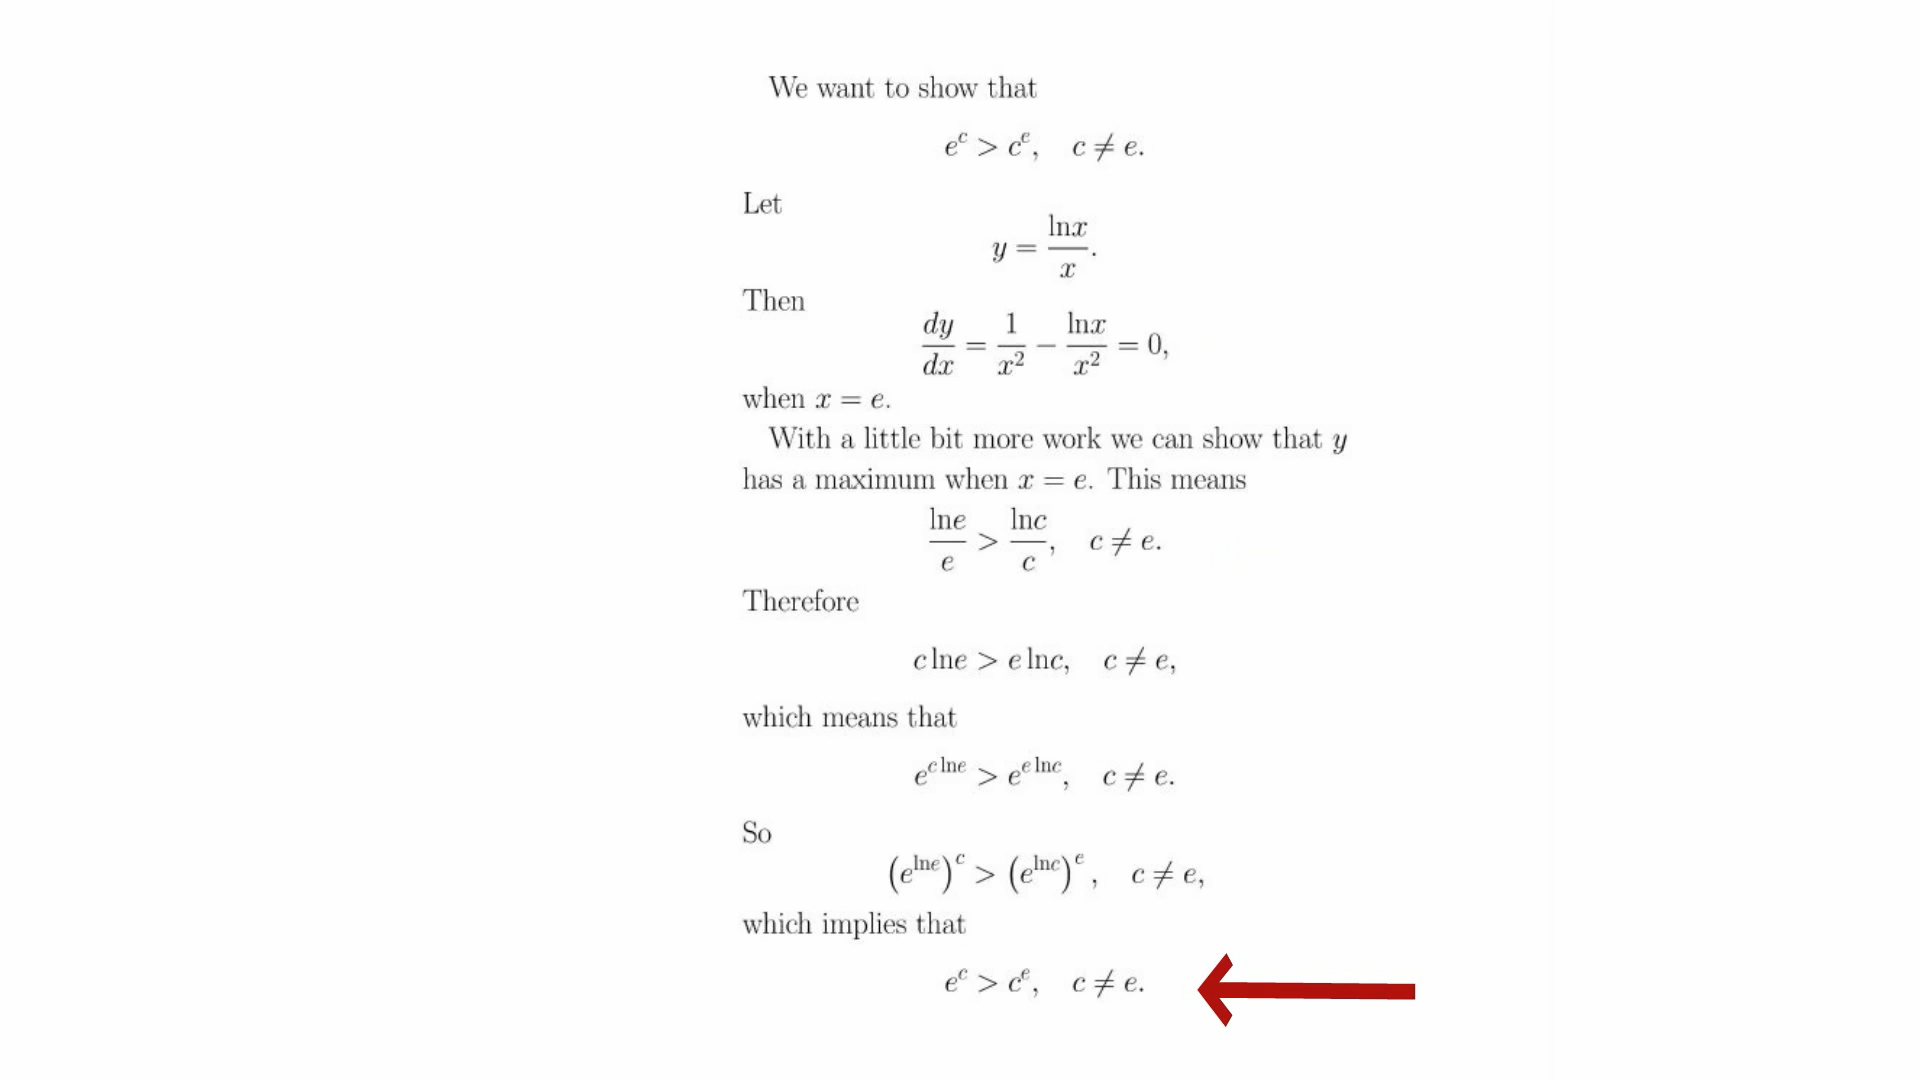 We want to show that
e^c > c^e, c ≠ e.
Let
y = lnx/x.
Then
dy/dx = 1/x² − lnx/x² = 0,
when x = e.
With a little bit more work we can show that y
has a maximum when x = e. This means
lne/e > lnc/c, c ≠ e.
Therefore
c lne > e lnc, c ≠ e,
which means that
e^(c lne) > e^(e lnc), c ≠ e.
So
(e^lne)^c > (e^lnc)^e, c ≠ e,
which implies that
e^c > c^e, c ≠ e.